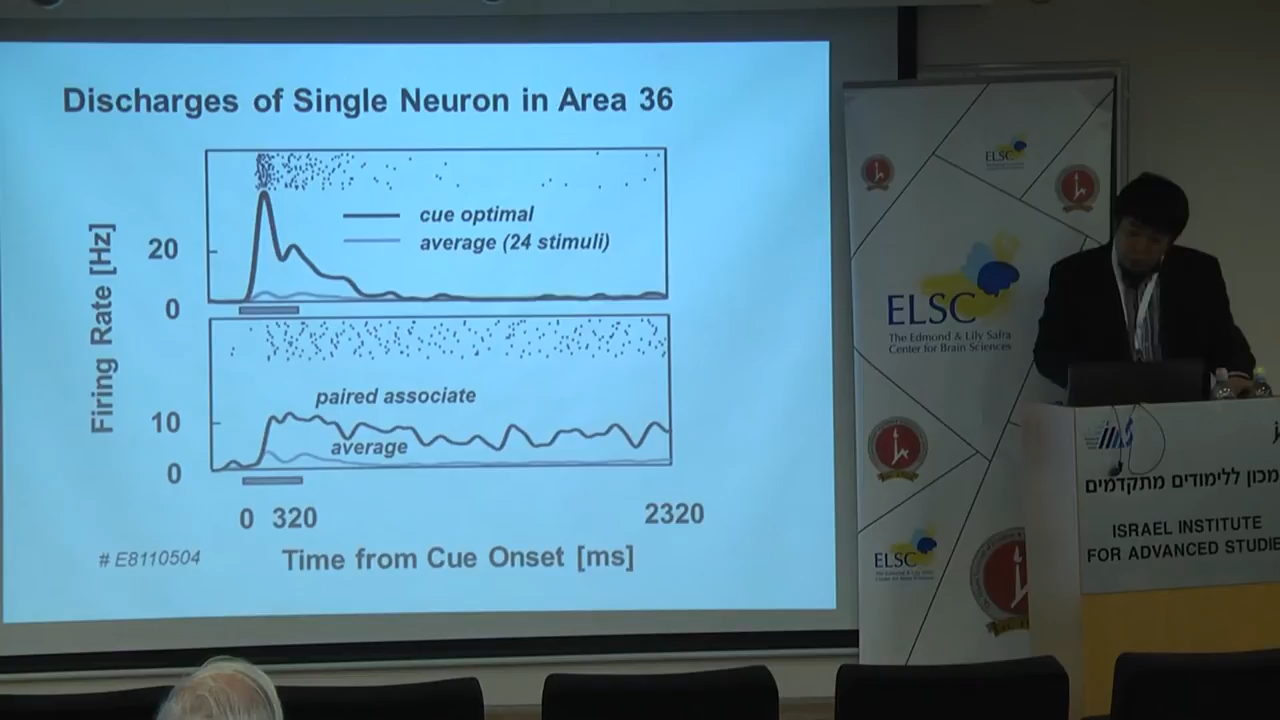 Discharges of Single Neuron in Area 36
Firing Rate [Hz]
20
0
cue optimal
average (24 stimuli)
10
0
paired associate
average
0 320 2320
# E8110504
Time from Cue Onset [ms]
ELSC
ELSC
The Edmond & Lily Safra
Center for Brain Sciences
ELSC
מכון ללימודים מתקדמים
ISRAEL INSTITUTE
FOR ADVANCED STUDIE